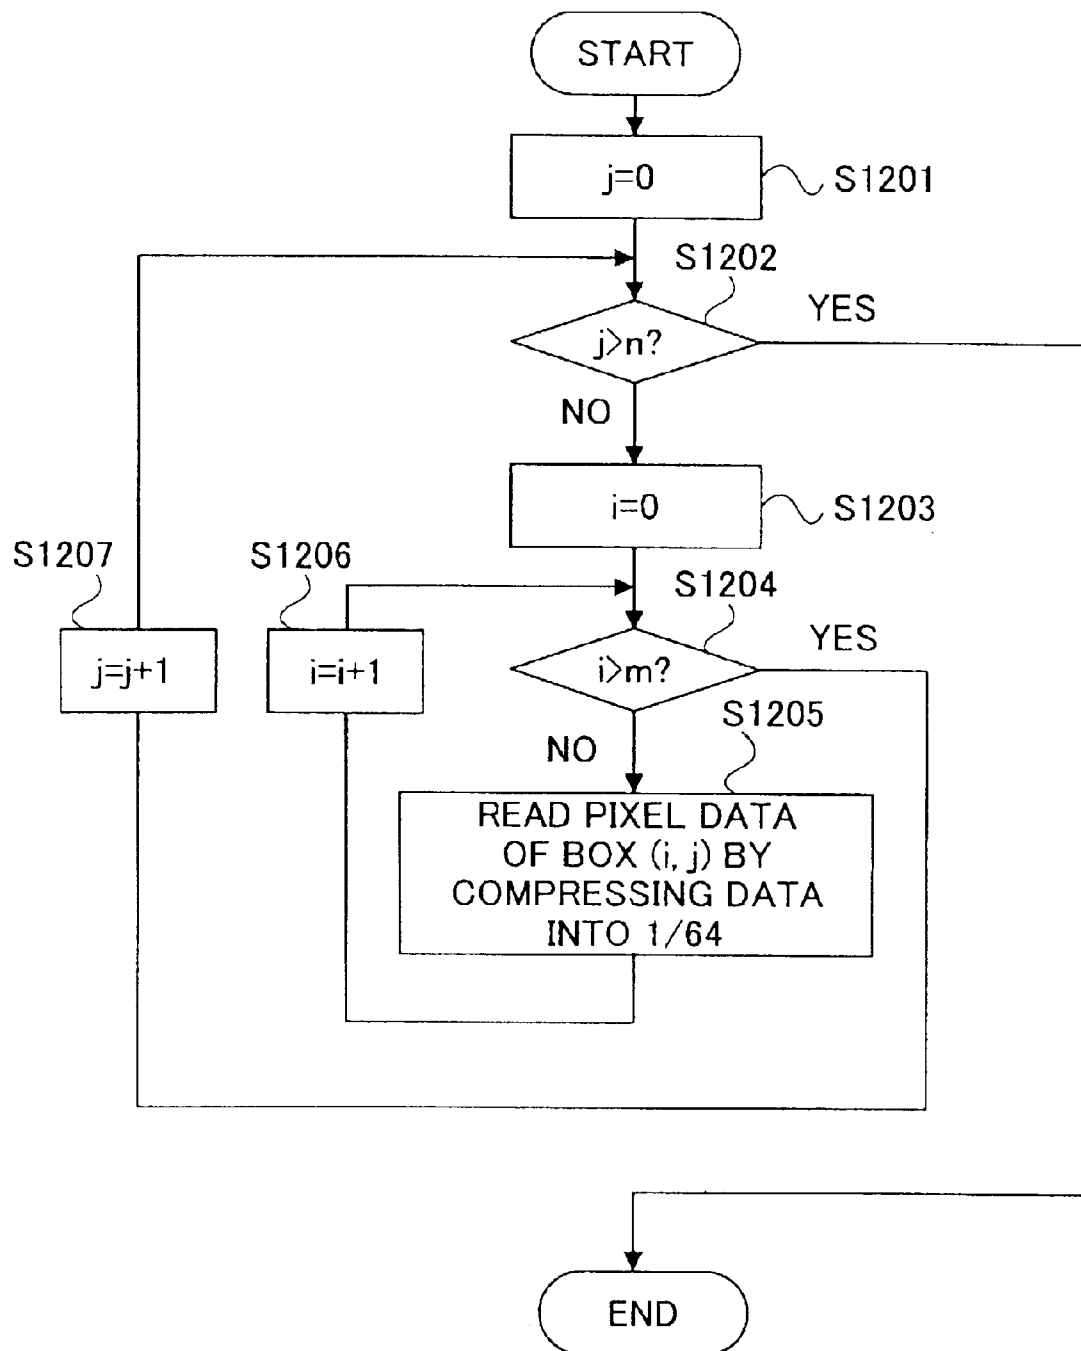 START
j=0
S1201
S1202
j>n?
YES
NO
i=0
S1203
S1207
S1206
S1204
j=j+1
i=i+1
i>m?
YES
S1205
NO
READ PIXEL DATA
OF BOX (i, j) BY
COMPRESSING DATA
INTO 1/64
END